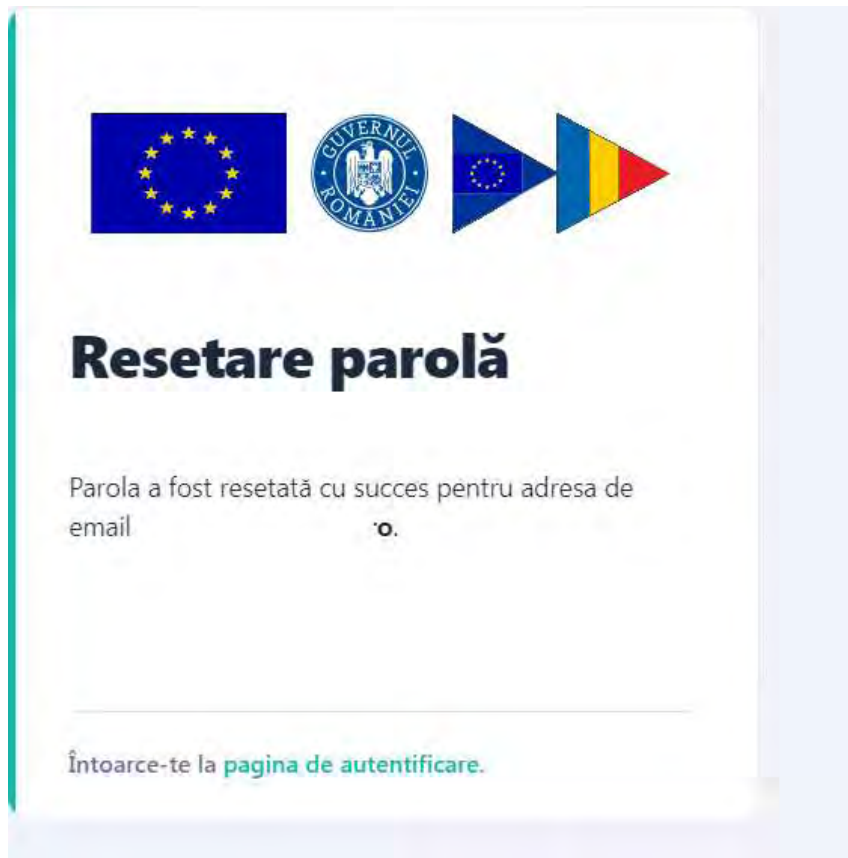 GUVERNUL ROMÂNIEI
Resetare parolă
Parola a fost resetată cu succes pentru adresa de
email o.
Întoarce-te la pagina de autentificare.